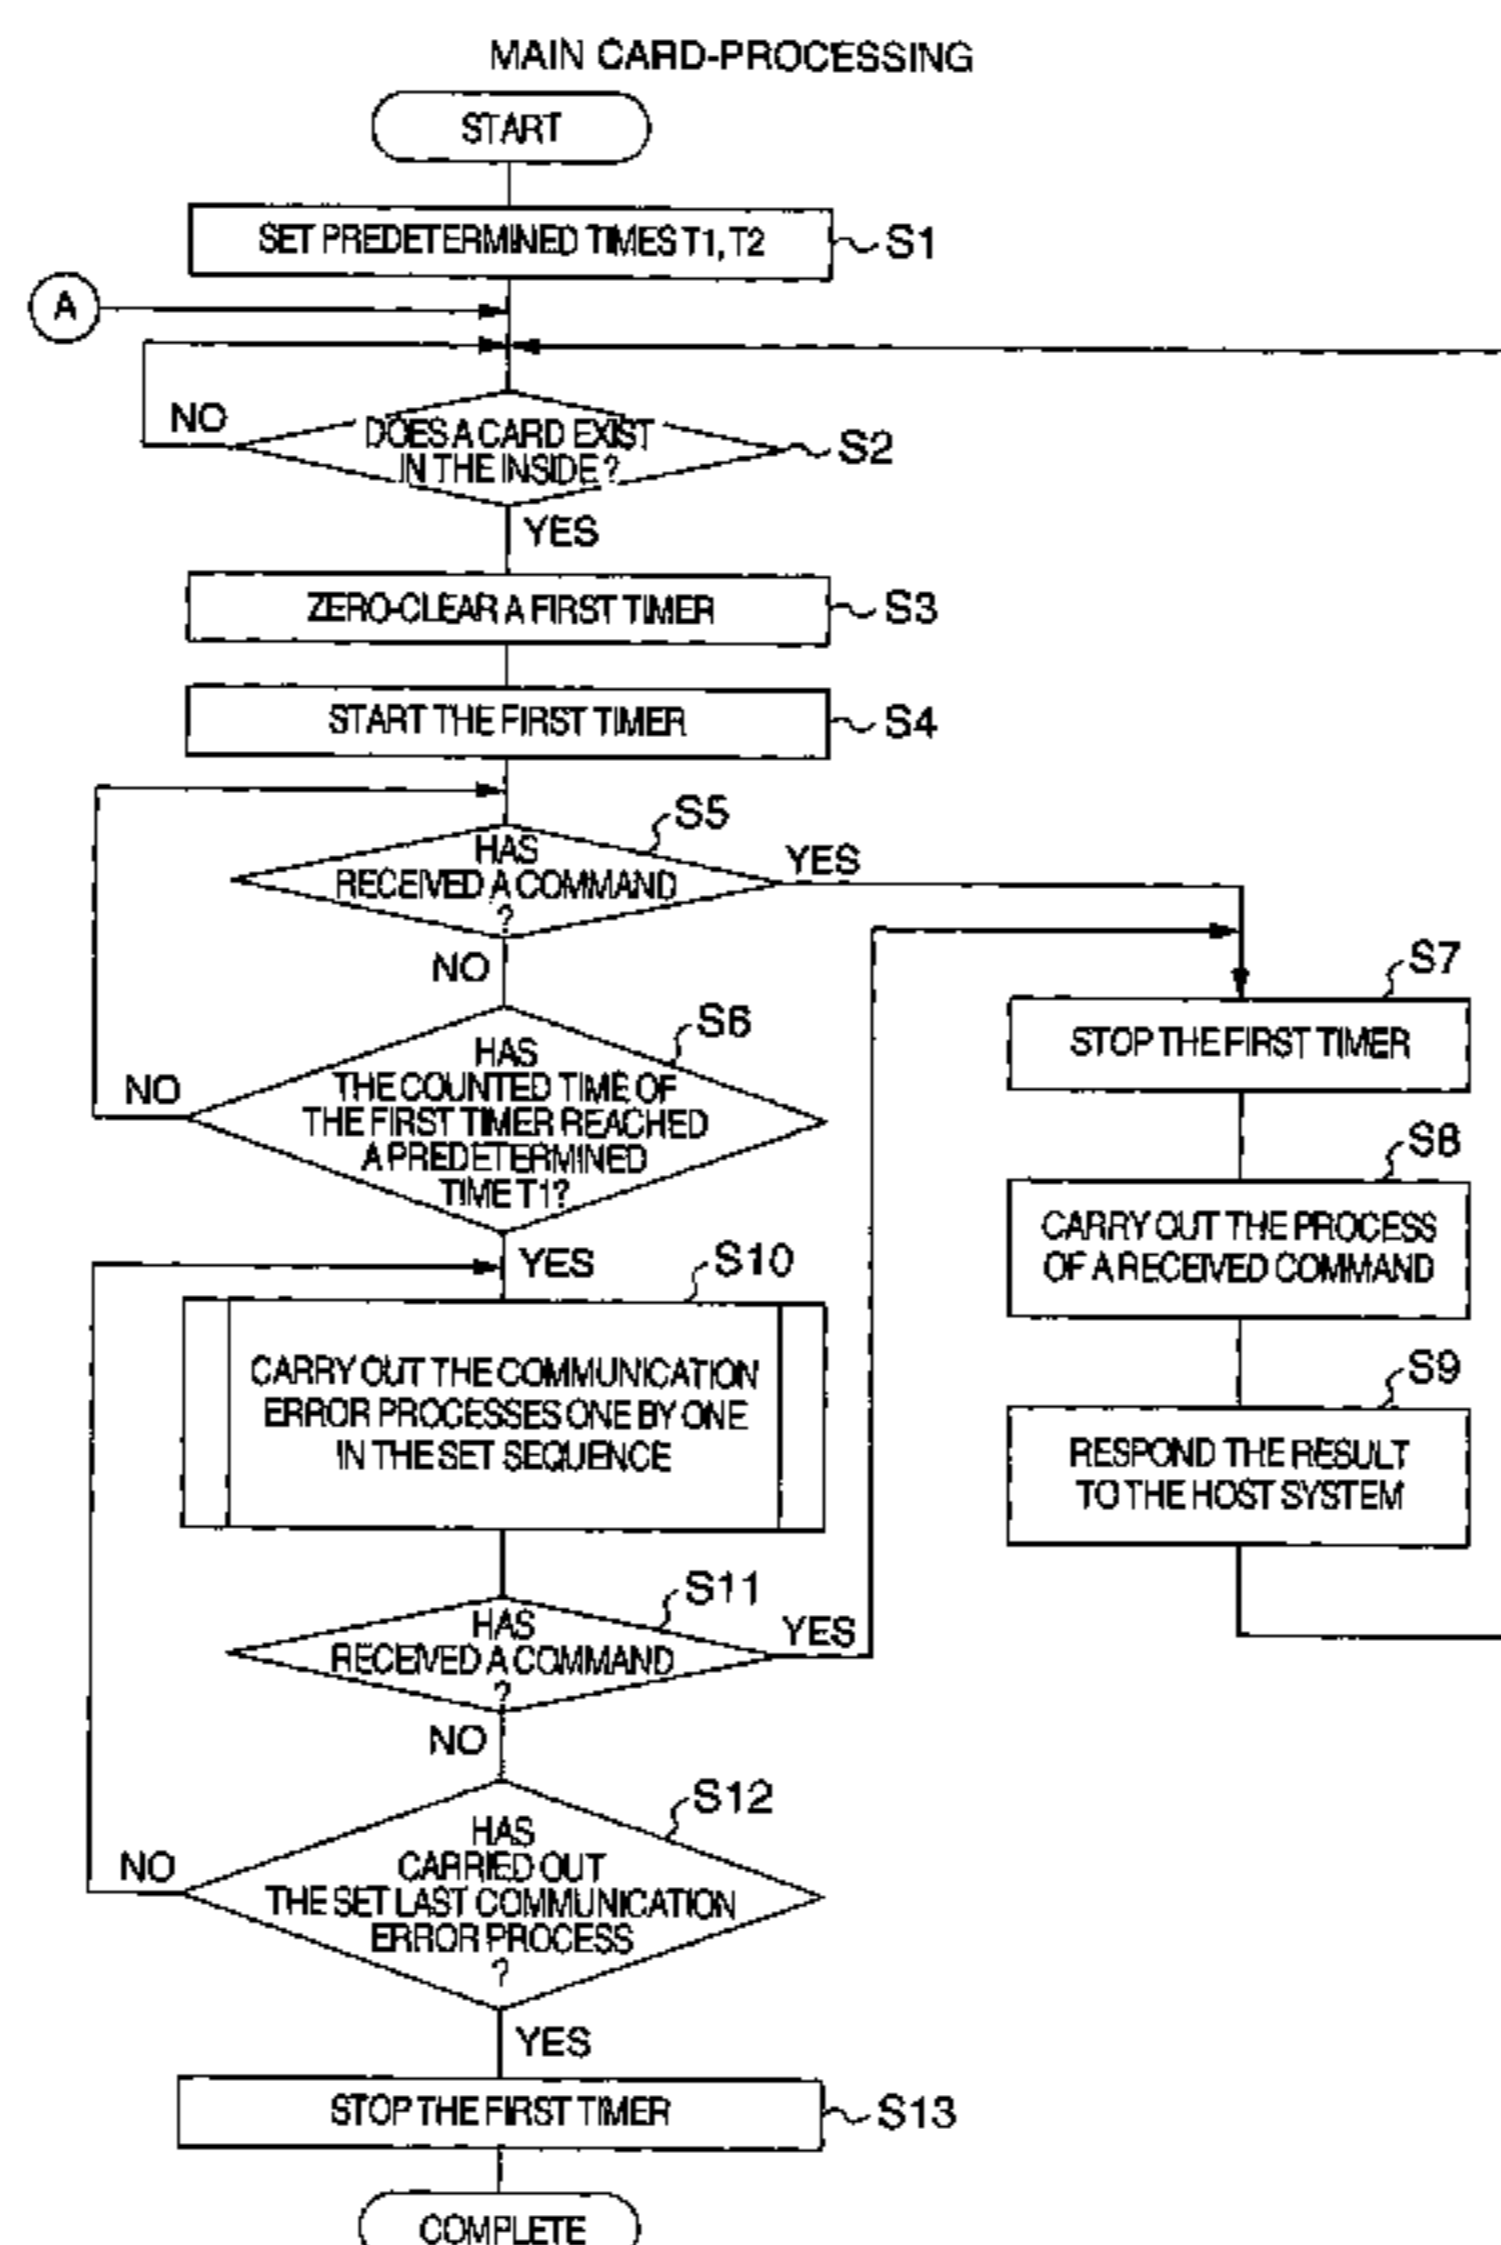 MAIN CARD-PROCESSING
START
SET PREDETERMINED TIMES T1, T2
S1
A
NO
DOES A CARD EXIST
IN THE INSIDE ?
S2
YES
ZERO-CLEAR A FIRST TIMER
S3
START THE FIRST TIMER
S4
S5
HAS
RECEIVED A COMMAND
?
YES
NO
S6
HAS
THE COUNTED TIME OF
THE FIRST TIMER REACHED
A PREDETERMINED
TIME T1?
NO
YES
S7
STOP THE FIRST TIMER
S8
CARRY OUT THE PROCESS
OF A RECEIVED COMMAND
S9
RESPOND THE RESULT
TO THE HOST SYSTEM
S10
CARRY OUT THE COMMUNICATION
ERROR PROCESSES ONE BY ONE
IN THE SET SEQUENCE
S11
HAS
RECEIVED A COMMAND
?
YES
NO
S12
HAS
CARRIED OUT
THE SET LAST COMMUNICATION
ERROR PROCESS
?
NO
YES
STOP THE FIRST TIMER
S13
COMPLETE